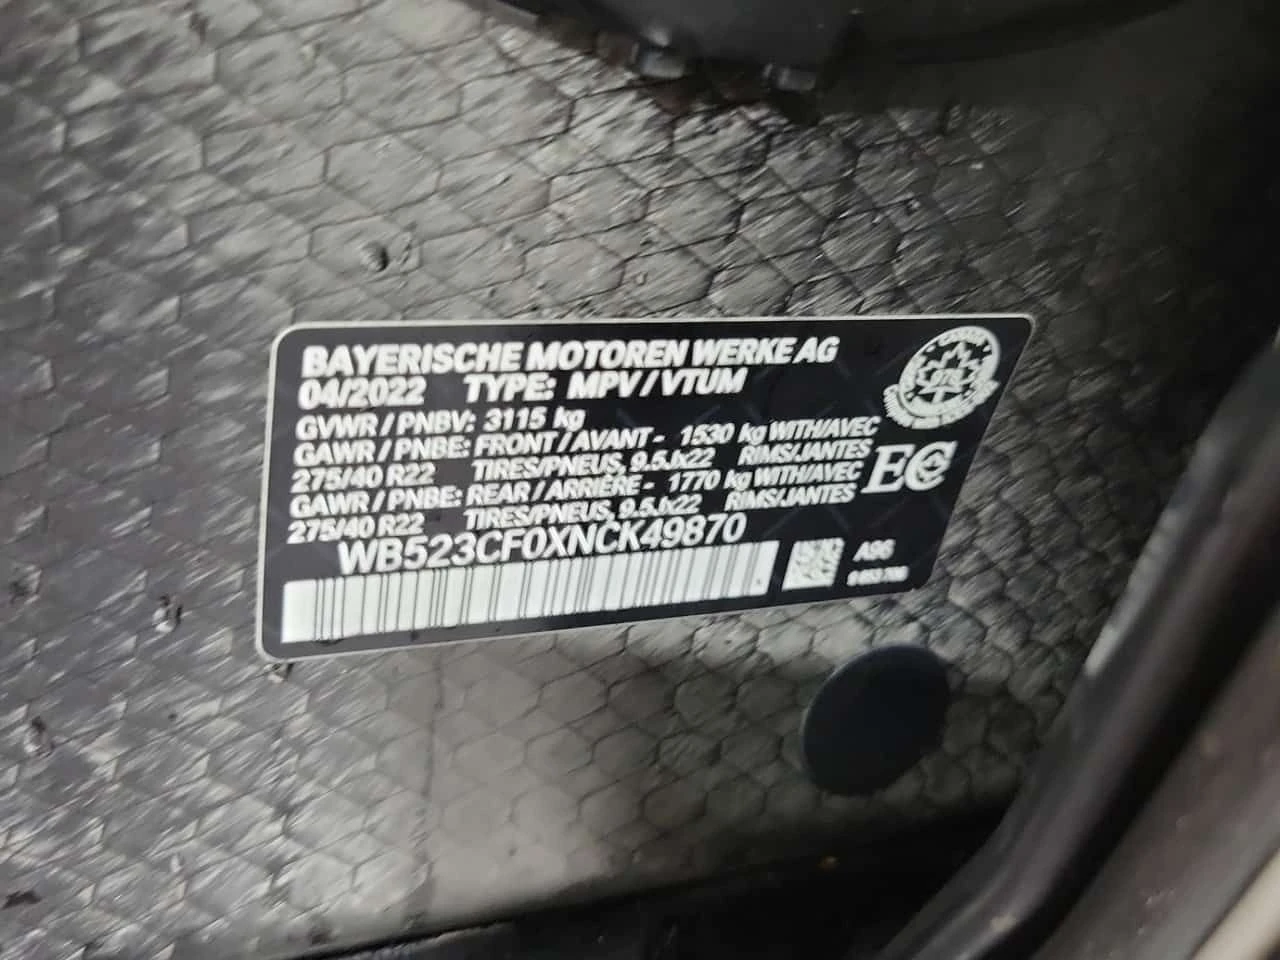 BAYERISCHE MOTOREN WERKE AG
04/2022 TYPE: MPV / VTUM
GVWR / PNBV: 3115 kg
GAWR / PNBE: FRONT / AVANT - 1530 kg WITH/AVEC
275/40 R22 TIRES/PNEUS, 9.5Jx22 RIMS/JANTES
GAWR / PNBE: REAR / ARRIÈRE - 1770 kg WITH/AVEC
275/40 R22 TIRES/PNEUS, 9.5Jx22 RIMS/JANTES
EC
WB523CF0XNCK49870
A96